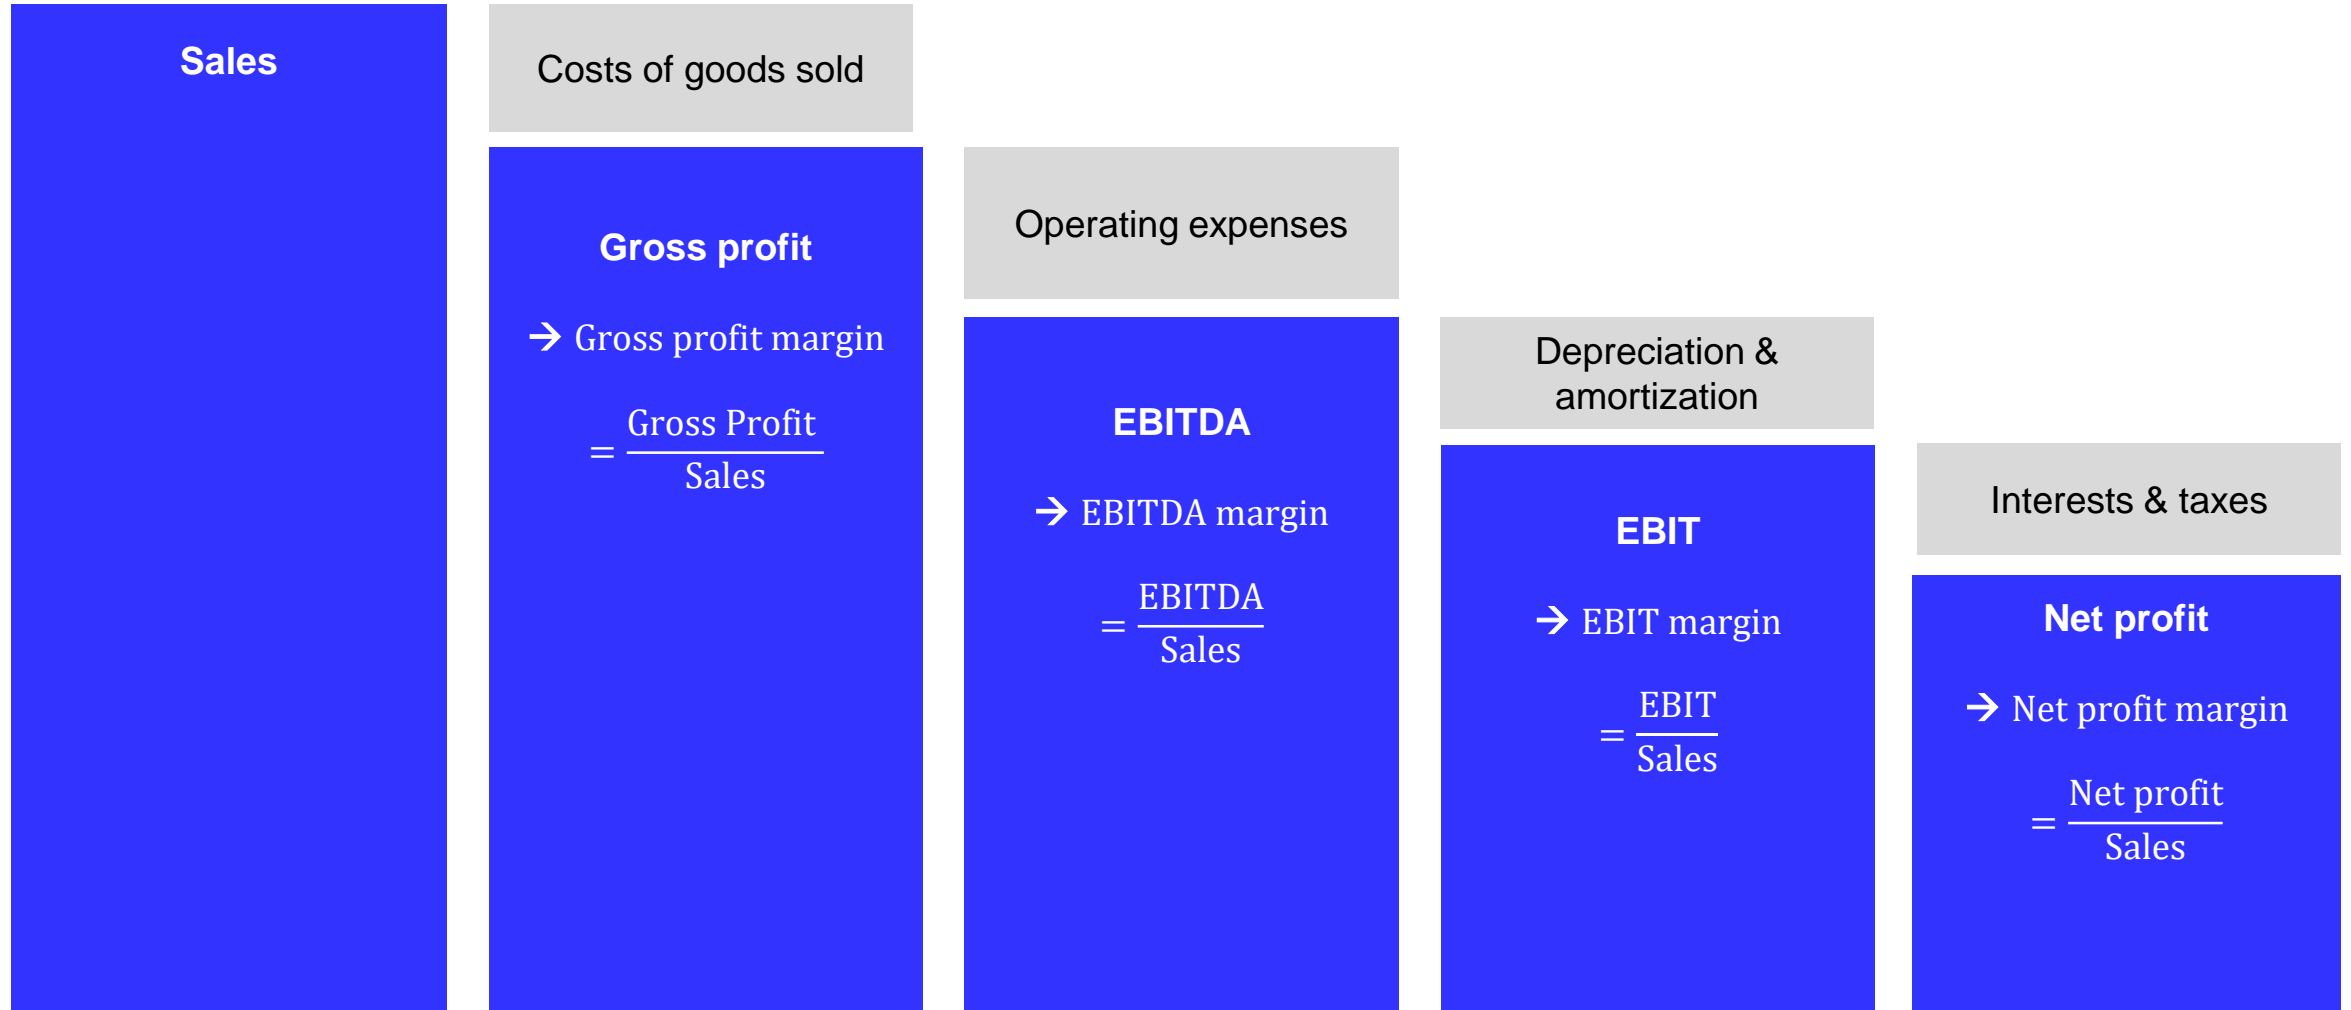 Sales
Costs of goods sold
Gross profit
→ Gross profit margin
= Gross Profit
Sales
Operating expenses
EBITDA
→ EBITDA margin
= EBITDA
Sales
Depreciation &
amortization
EBIT
→ EBIT margin
= EBIT
Sales
Interests & taxes
Net profit
→ Net profit margin
= Net profit
Sales